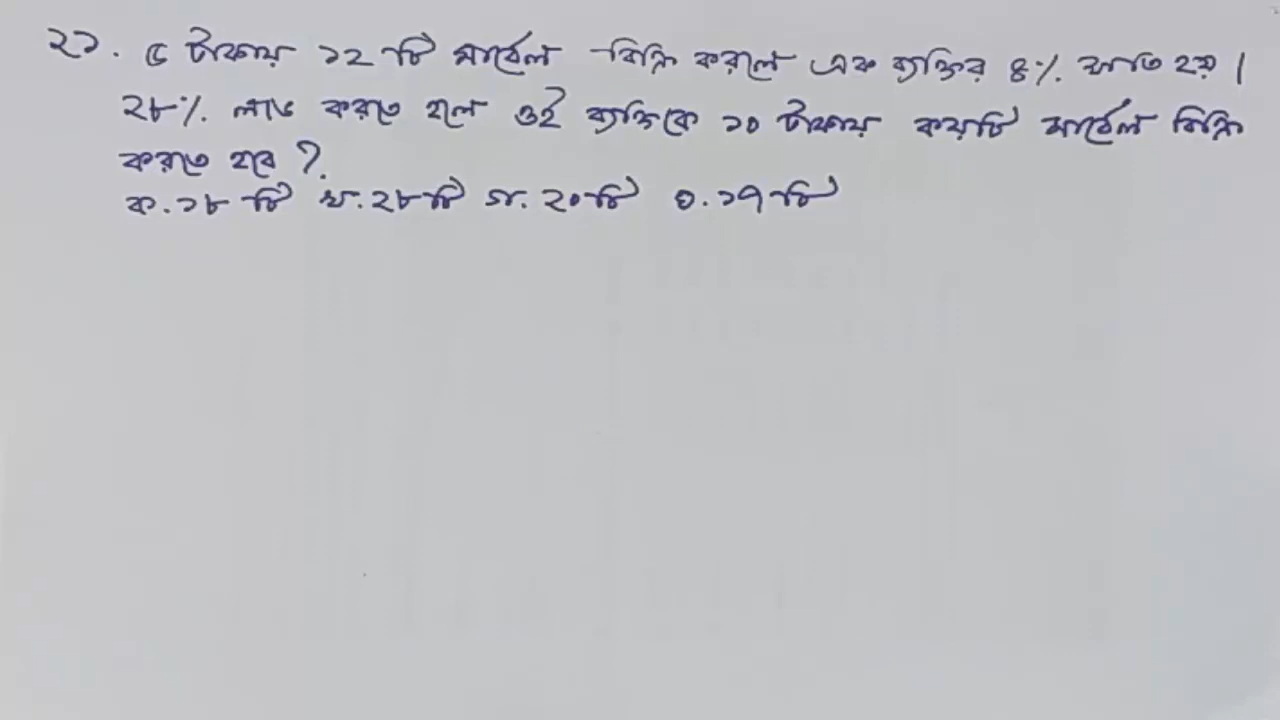 ২১. ৫ টাকায় ১২ টি মার্বেল বিক্রি করলে এক ব্যক্তির ৪% ক্ষতি হয়।
২৮% লাভ করতে হলে ওই ব্যক্তিকে ১০ টাকায় কয়টি মার্বেল বিক্রি
করতে হবে ?
ক. ১৮ টি খ. ২৮টি গ. ২০টি ঘ. ১৭টি